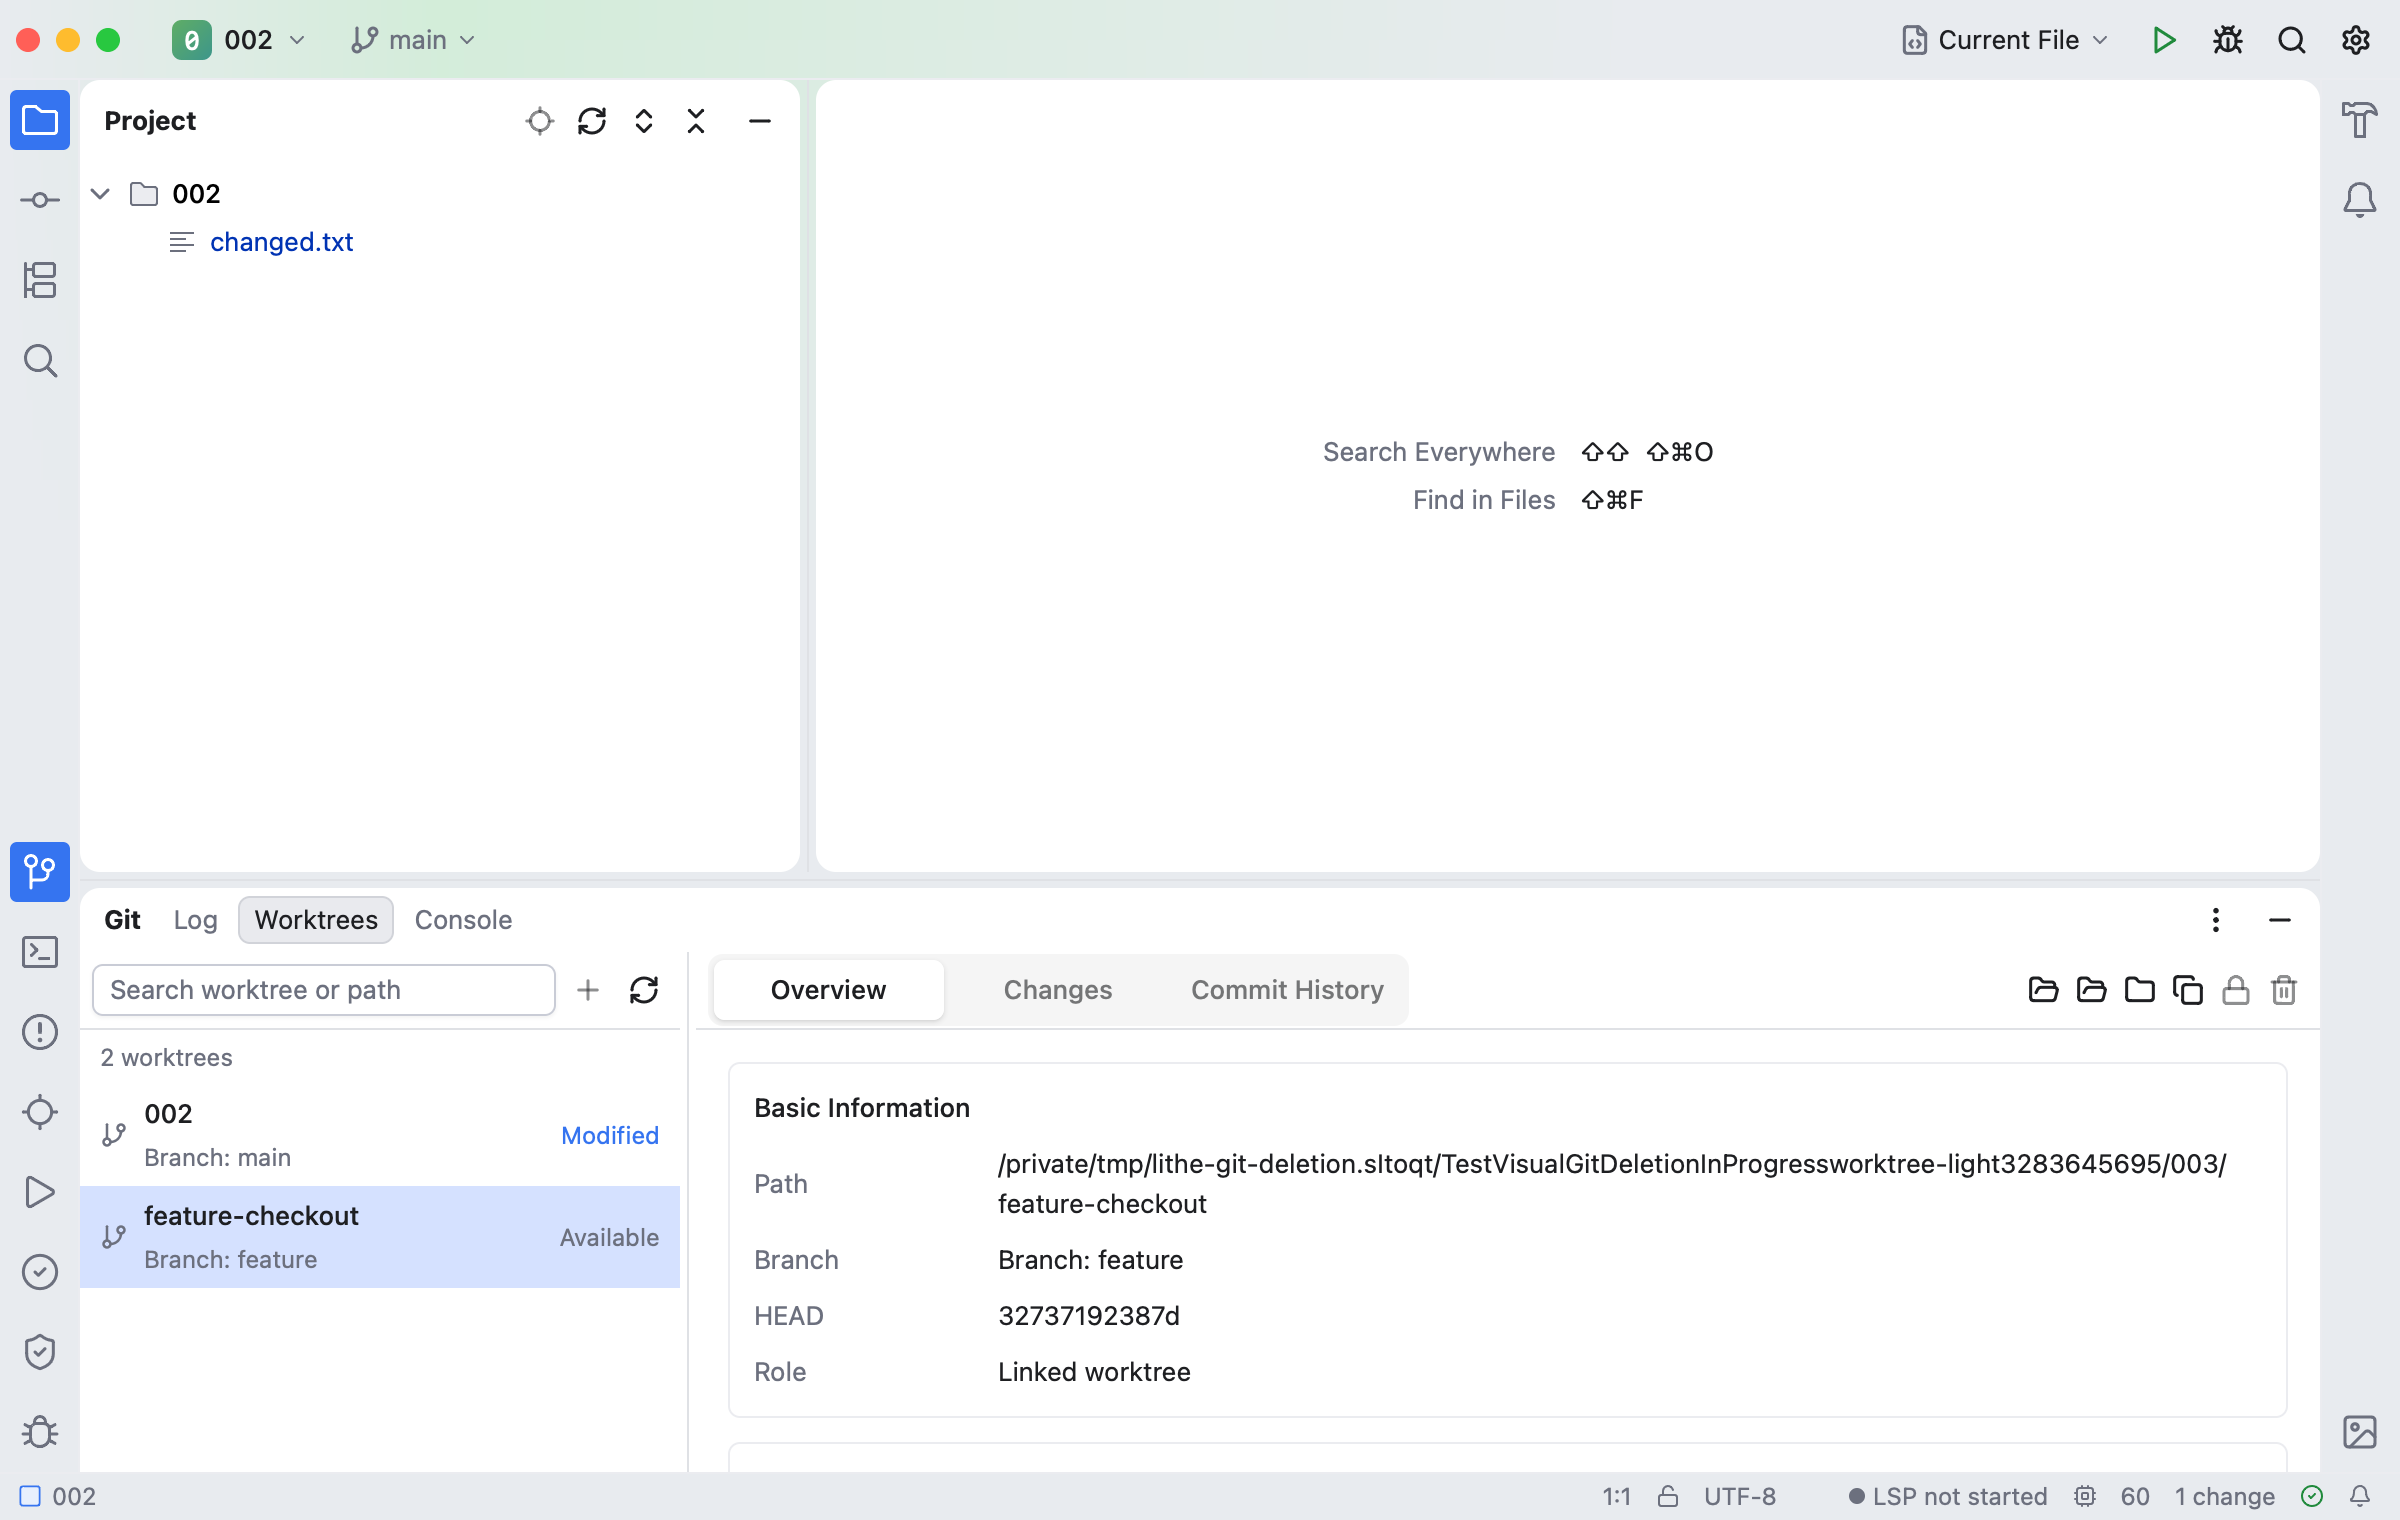 0 002 main Current File
Project
002
changed.txt
Search Everywhere ⇧⇧ ⇧⌘O
Find in Files ⇧⌘F
Git Log Worktrees Console
Search worktree or path
Overview Changes Commit History
2 worktrees
002
Branch: main
Modified
feature-checkout
Branch: feature
Available
Basic Information
Path /private/tmp/lithe-git-deletion.sltoqt/TestVisualGitDeletionInProgressworktree-light3283645695/003/
feature-checkout
Branch Branch: feature
HEAD 32737192387d
Role Linked worktree
002 1:1 UTF-8 LSP not started 60 1 change